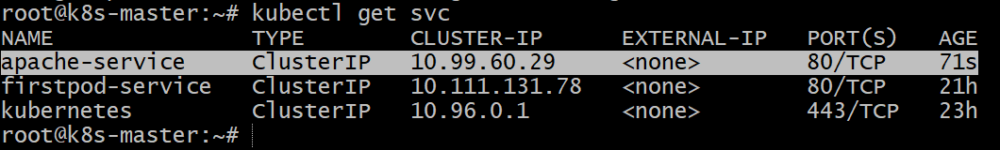 root@k8s-master:~# kubectl get svc
NAME TYPE CLUSTER-IP EXTERNAL-IP PORT(S) AGE
apache-service ClusterIP 10.99.60.29 <none> 80/TCP 71s
firstpod-service ClusterIP 10.111.131.78 <none> 80/TCP 21h
kubernetes ClusterIP 10.96.0.1 <none> 443/TCP 23h
root@k8s-master:~#